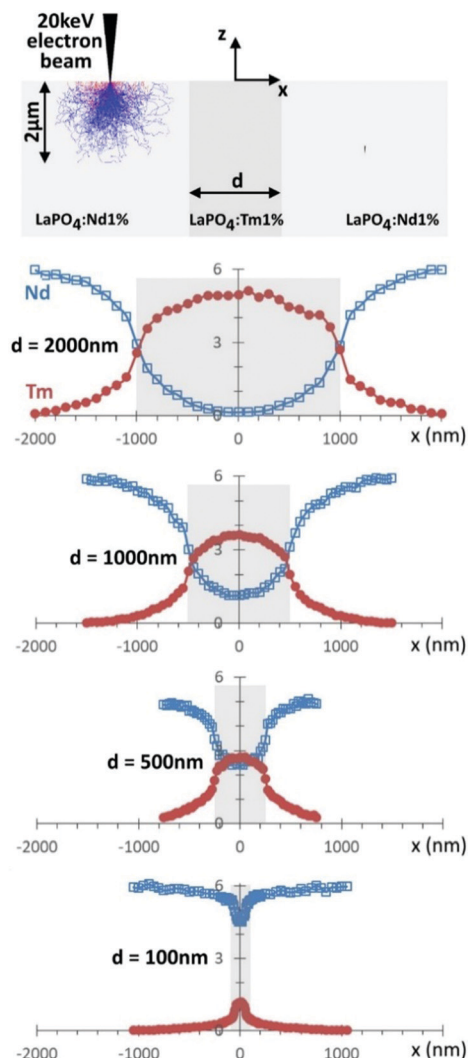 20keV
electron
beam
z
x
2μm
d
LaPO4:Nd1%
LaPO4:Tm1%
LaPO4:Nd1%
6
Nd
d = 2000nm
3
Tm
0
-2000
-1000
0
1000
x (nm)
6
3
d = 1000nm
0
-2000
-1000
0
1000
x (nm)
6
3
d = 500nm
0
-2000
-1000
0
1000
x (nm)
6
3
d = 100nm
0
-2000
-1000
0
1000
x (nm)